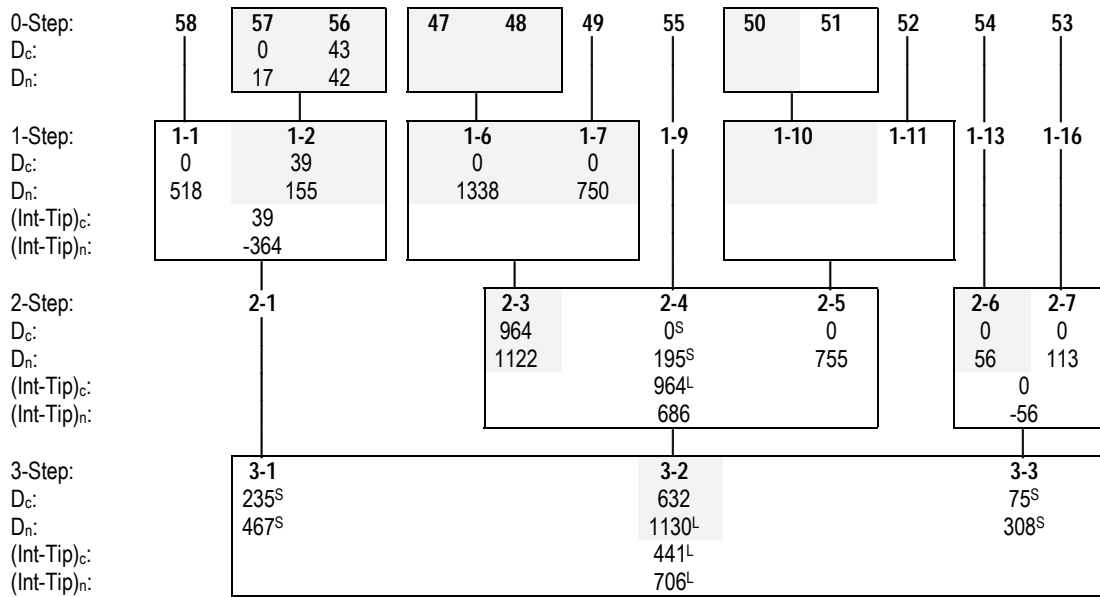 0-Step: 58 57 56 47 48 49 55 50 51 52 54 53
Dc: 0 43
Dn: 17 42
1-Step: 1-1 1-2 1-6 1-7 1-9 1-10 1-11 1-13 1-16
Dc: 0 39 0 0
Dn: 518 155 1338 750
(Int-Tip)c: 39
(Int-Tip)n: -364
2-Step: 2-1 2-3 2-4 2-5 2-6 2-7
Dc: 964 0S 0 0 0
Dn: 1122 195S 755 56 113
(Int-Tip)c: 964L 0
(Int-Tip)n: 686 -56
3-Step: 3-1 3-2 3-3
Dc: 235S 632 75S
Dn: 467S 1130L 308S
(Int-Tip)c: 441L
(Int-Tip)n: 706L